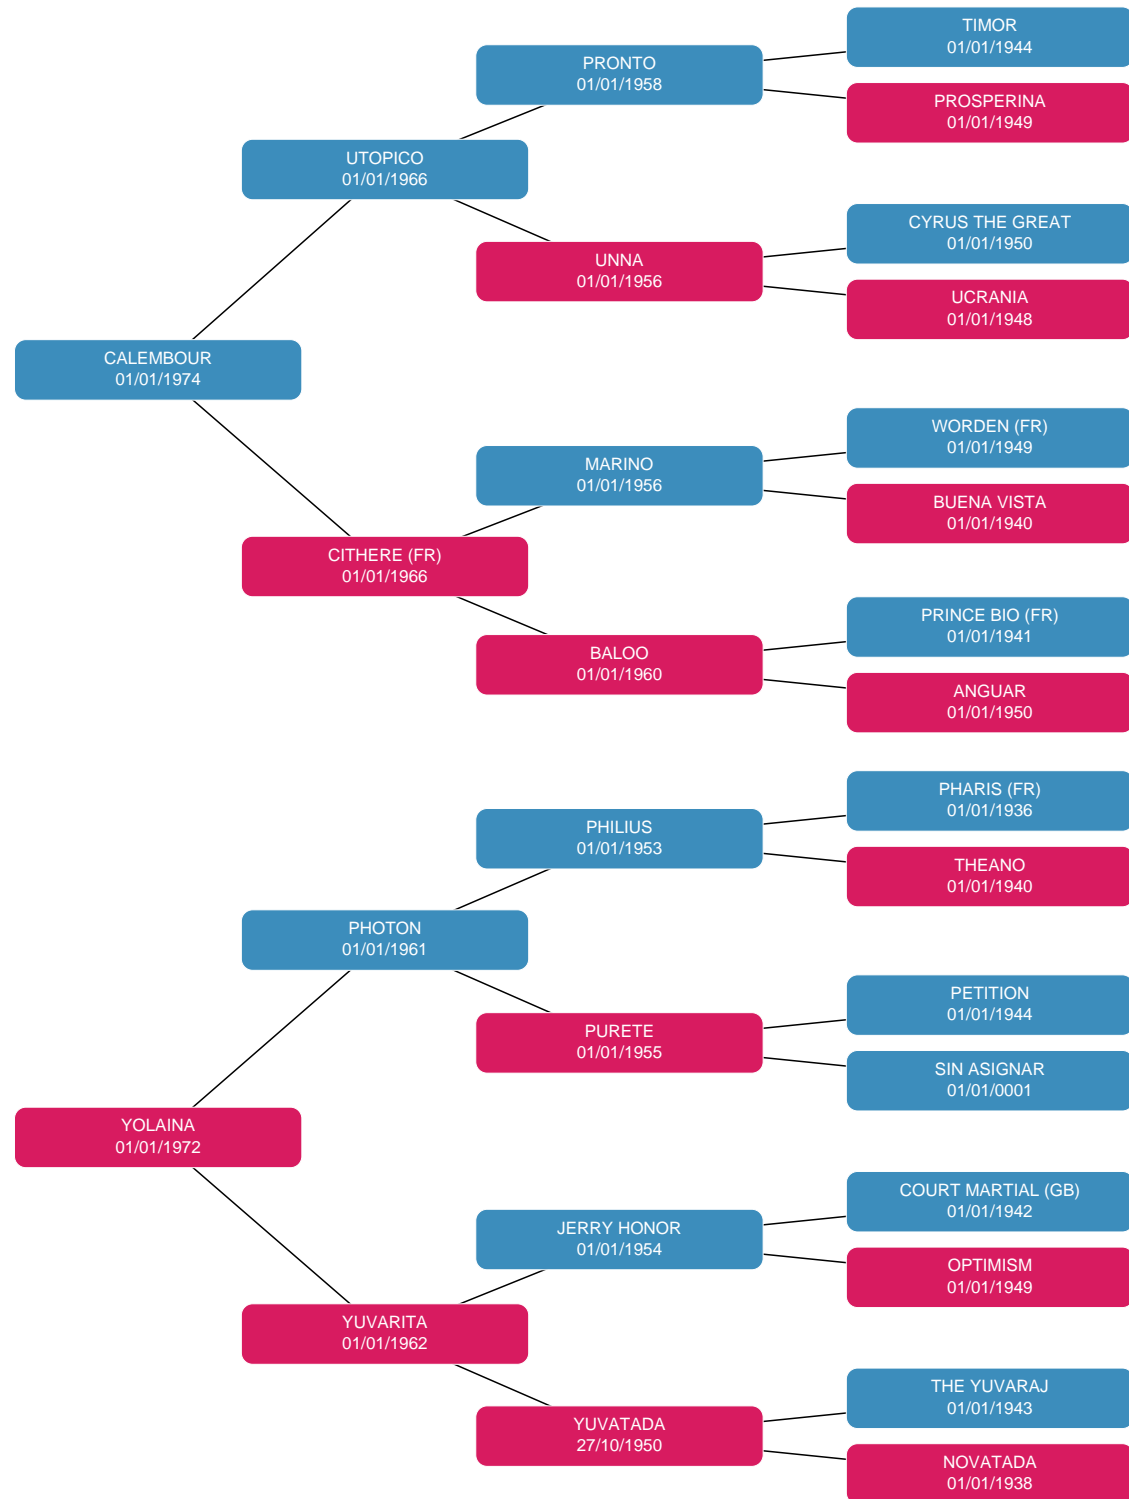 TIMOR
01/01/1944
PRONTO
01/01/1958
PROSPERINA
01/01/1949
UTOPICO
01/01/1966
CYRUS THE GREAT
01/01/1950
UNNA
01/01/1956
UCRANIA
01/01/1948
CALEMBOUR
01/01/1974
WORDEN (FR)
01/01/1949
MARINO
01/01/1956
BUENA VISTA
01/01/1940
CITHERE (FR)
01/01/1966
PRINCE BIO (FR)
01/01/1941
BALOO
01/01/1960
ANGUAR
01/01/1950
PHARIS (FR)
01/01/1936
PHILIUS
01/01/1953
THEANO
01/01/1940
PHOTON
01/01/1961
PETITION
01/01/1944
PURETE
01/01/1955
SIN ASIGNAR
01/01/0001
YOLAINA
01/01/1972
COURT MARTIAL (GB)
01/01/1942
JERRY HONOR
01/01/1954
OPTIMISM
01/01/1949
YUVARITA
01/01/1962
THE YUVARAJ
01/01/1943
YUVATADA
27/10/1950
NOVATADA
01/01/1938